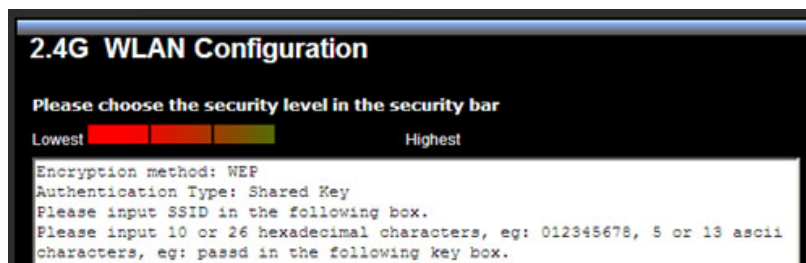 2.4G WLAN Configuration
Please choose the security level in the security bar
Lowest Highest
Encryption method: WEP
Authentication Type: Shared Key
Please input SSID in the following box.
Please input 10 or 26 hexadecimal characters, eg: 012345678, 5 or 13 ascii
characters, eg: passd in the following key box.